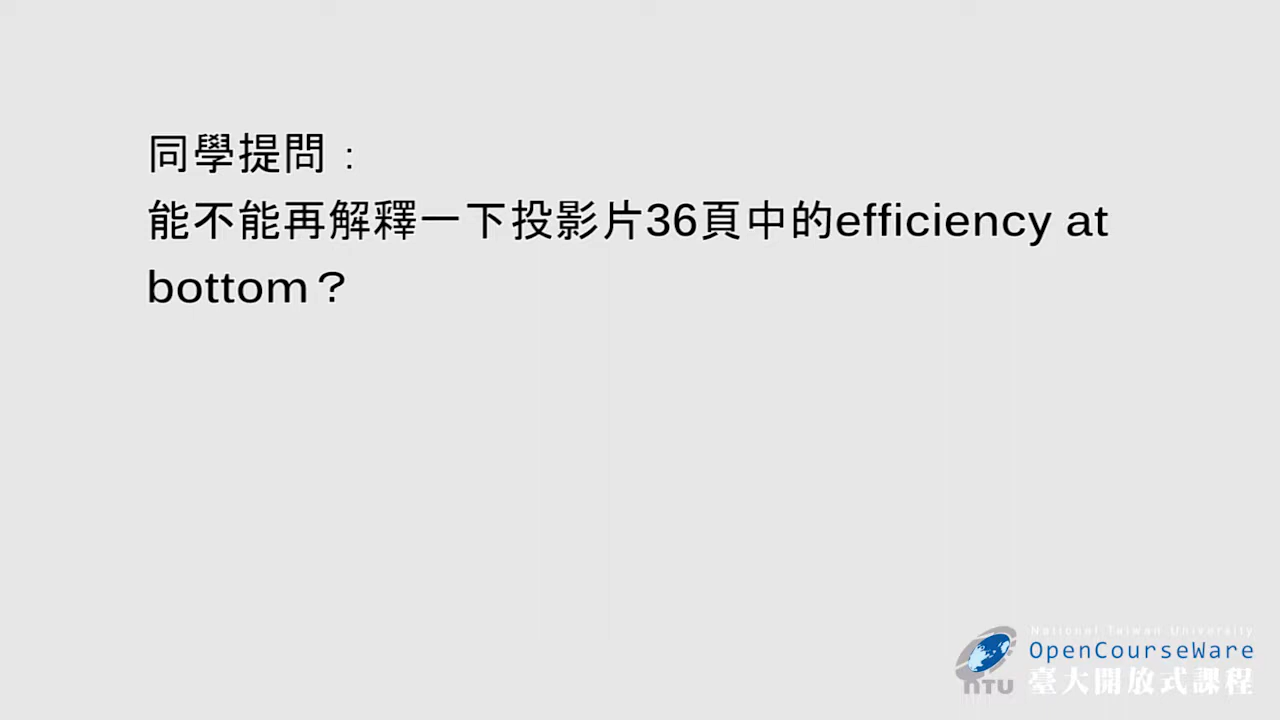 同學提問：
能不能再解釋一下投影片36頁中的efficiency at
bottom？
National Taiwan University
OpenCourseWare
NTU
臺大開放式課程